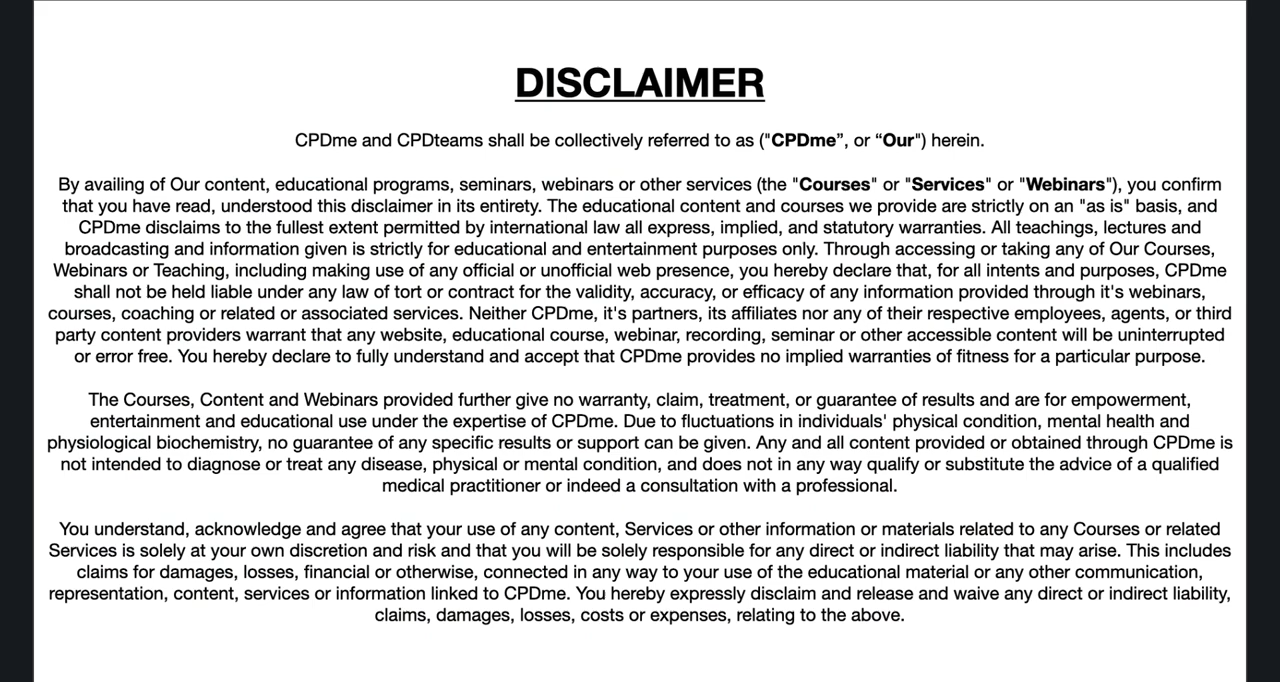 DISCLAIMER
CPDme and CPDteams shall be collectively referred to as ("CPDme”, or “Our") herein.
By availing of Our content, educational programs, seminars, webinars or other services (the "Courses" or "Services" or "Webinars"), you confirm
that you have read, understood this disclaimer in its entirety. The educational content and courses we provide are strictly on an "as is" basis, and
CPDme disclaims to the fullest extent permitted by international law all express, implied, and statutory warranties. All teachings, lectures and
broadcasting and information given is strictly for educational and entertainment purposes only. Through accessing or taking any of Our Courses,
Webinars or Teaching, including making use of any official or unofficial web presence, you hereby declare that, for all intents and purposes, CPDme
shall not be held liable under any law of tort or contract for the validity, accuracy, or efficacy of any information provided through it's webinars,
courses, coaching or related or associated services. Neither CPDme, it's partners, its affiliates nor any of their respective employees, agents, or third
party content providers warrant that any website, educational course, webinar, recording, seminar or other accessible content will be uninterrupted
or error free. You hereby declare to fully understand and accept that CPDme provides no implied warranties of fitness for a particular purpose.
The Courses, Content and Webinars provided further give no warranty, claim, treatment, or guarantee of results and are for empowerment,
entertainment and educational use under the expertise of CPDme. Due to fluctuations in individuals' physical condition, mental health and
physiological biochemistry, no guarantee of any specific results or support can be given. Any and all content provided or obtained through CPDme is
not intended to diagnose or treat any disease, physical or mental condition, and does not in any way qualify or substitute the advice of a qualified
medical practitioner or indeed a consultation with a professional.
You understand, acknowledge and agree that your use of any content, Services or other information or materials related to any Courses or related
Services is solely at your own discretion and risk and that you will be solely responsible for any direct or indirect liability that may arise. This includes
claims for damages, losses, financial or otherwise, connected in any way to your use of the educational material or any other communication,
representation, content, services or information linked to CPDme. You hereby expressly disclaim and release and waive any direct or indirect liability,
claims, damages, losses, costs or expenses, relating to the above.